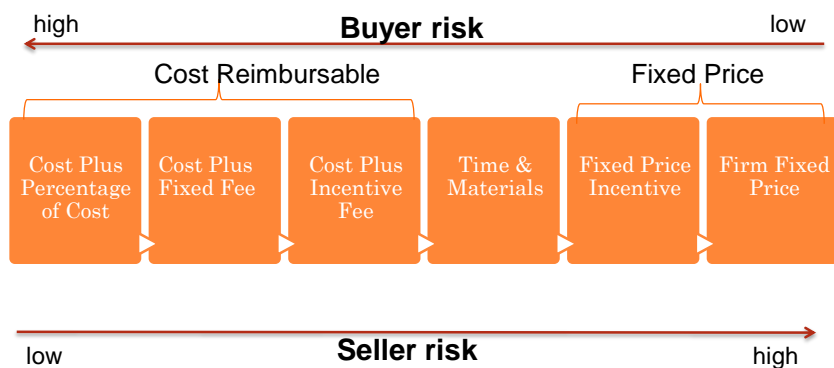 high Buyer risk low
Cost Reimbursable Fixed Price
Cost Plus
Percentage
of Cost
Cost Plus
Fixed Fee
Cost Plus
Incentive
Fee
Time &
Materials
Fixed Price
Incentive
Firm Fixed
Price
low Seller risk high